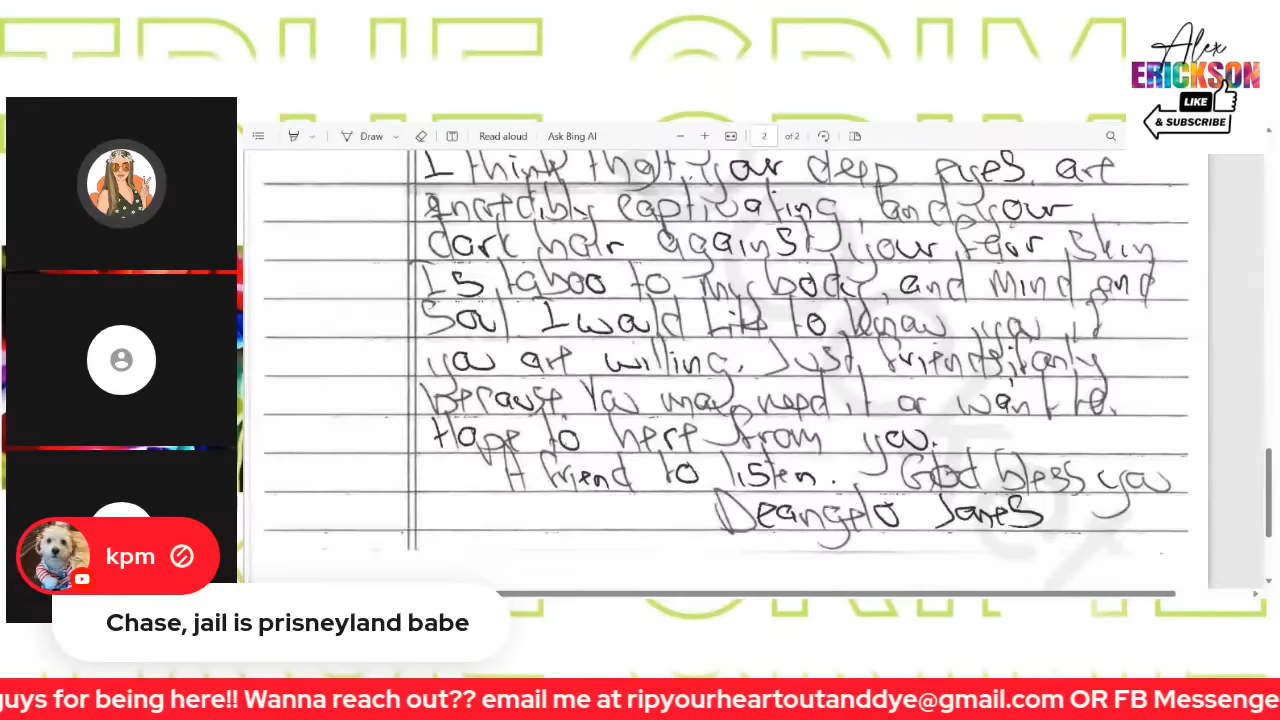 TRUE CRIME
Alex
ERICKSON
LIKE
& SUBSCRIBE
Draw
Read aloud
Ask Bing AI
2
of 2
I think that your deep eyes are
incredibly captivating, and your
dark hair against your fair skin
Is taboo to my body, and Mind and
Soul. I would like to know you if
you are willing. Just friends, only
because You may need it or want to.
Hope to here from you.
A friend to listen. God bless you
Deangelo Jones
kpm
Chase, jail is prisneyland babe
guys for being here!! Wanna reach out?? email me at ripyourheartoutanddye@gmail.com OR FB Messenge